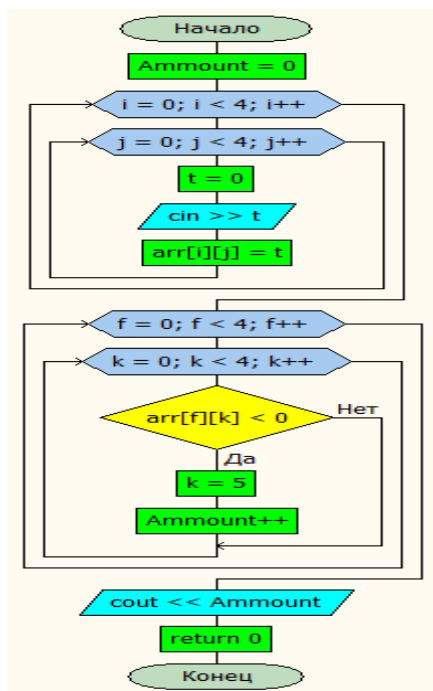 Начало
Ammount = 0
i = 0; i < 4; i++
j = 0; j < 4; j++
t = 0
cin >> t
arr[i][j] = t
f = 0; f < 4; f++
k = 0; k < 4; k++
arr[f][k] < 0
Нет
Да
k = 5
Ammount++
cout << Ammount
return 0
Конец